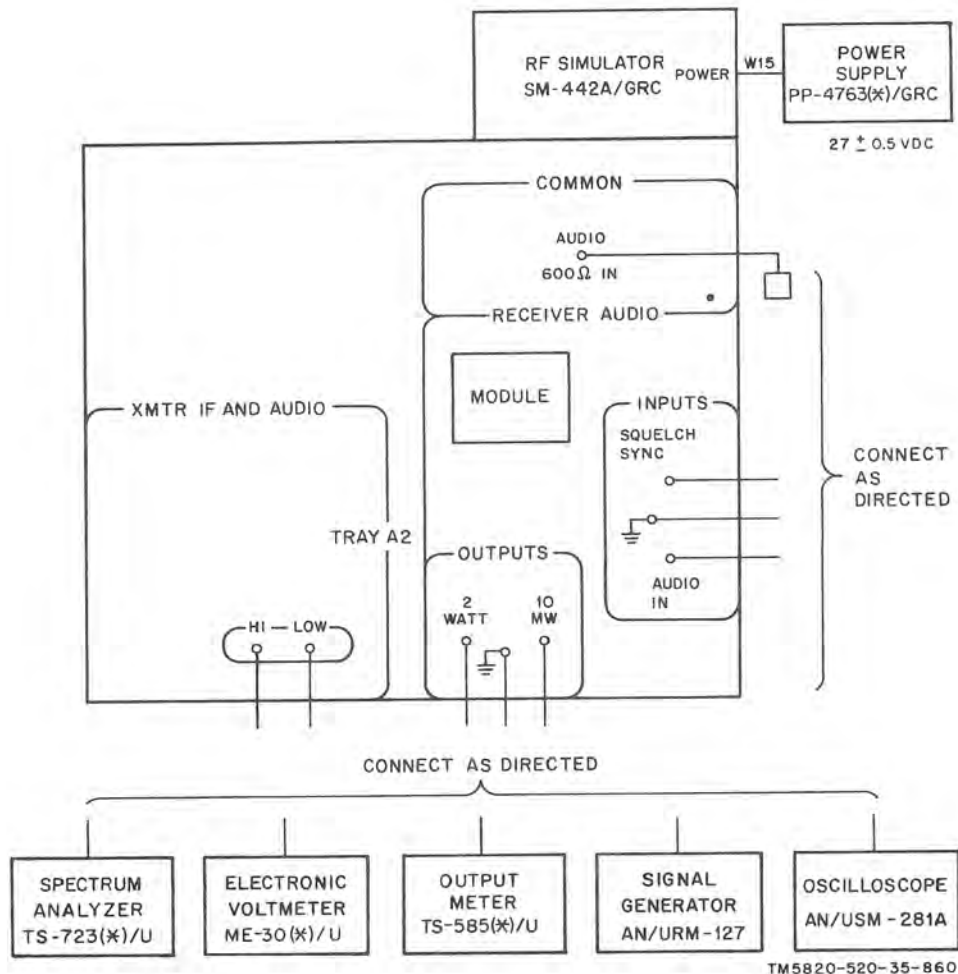 RF SIMULATOR
SM-442A/GRC
POWER
W15
POWER
SUPPLY
PP-4763(*)/GRC
27 ± 0.5 VDC
COMMON
AUDIO
600Ω IN
RECEIVER AUDIO
MODULE
XMTR IF AND AUDIO
INPUTS
SQUELCH
SYNC
AUDIO
IN
CONNECT
AS
DIRECTED
TRAY A2
OUTPUTS
2
WATT
10
MW
HI
LOW
CONNECT AS DIRECTED
SPECTRUM
ANALYZER
TS-723(*)/U
ELECTRONIC
VOLTMETER
ME-30(*)/U
OUTPUT
METER
TS-585(*)/U
SIGNAL
GENERATOR
AN/URM-127
OSCILLOSCOPE
AN/USM-281A
TM5820-520-35-860